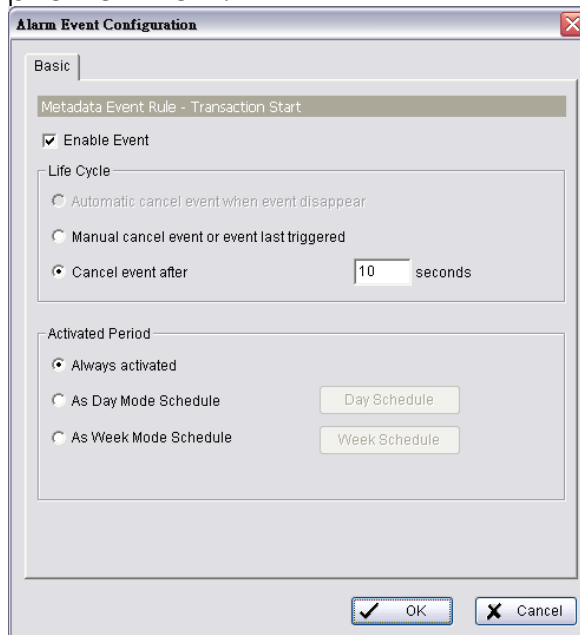 Alarm Event Configuration
Basic
Metadata Event Rule - Transaction Start
Enable Event
Life Cycle
Automatic cancel event when event disappear
Manual cancel event or event last triggered
Cancel event after 10 seconds
Activated Period
Always activated
As Day Mode Schedule Day Schedule
As Week Mode Schedule Week Schedule
OK Cancel